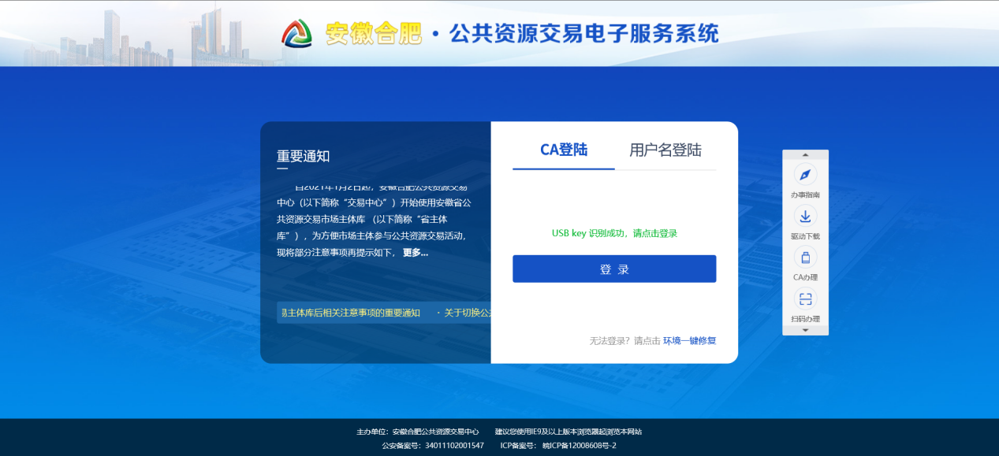 安徽合肥·公共资源交易电子服务系统
重要通知
自2021年1月2日起，安徽合肥公共资源交易
中心（以下简称“交易中心”）开始使用安徽省公
共资源交易市场主体库 （以下简称“省主体
库”），为方便市场主体参与公共资源交易活动，
现将部分注意事项再提示如下， 更多...
易主体库后相关注意事项的重要通知 · 关于切换公
CA登陆 用户名登陆
USB key 识别成功，请点击登录
登 录
无法登录？请点击 环境一键修复
办事指南
驱动下载
CA办理
扫码办理
主办单位：安徽合肥公共资源交易中心 建议您使用IE9及以上版本浏览器起浏览本网站
公安备案号：34011102001547 ICP备案号： 皖ICP备12008608号-2